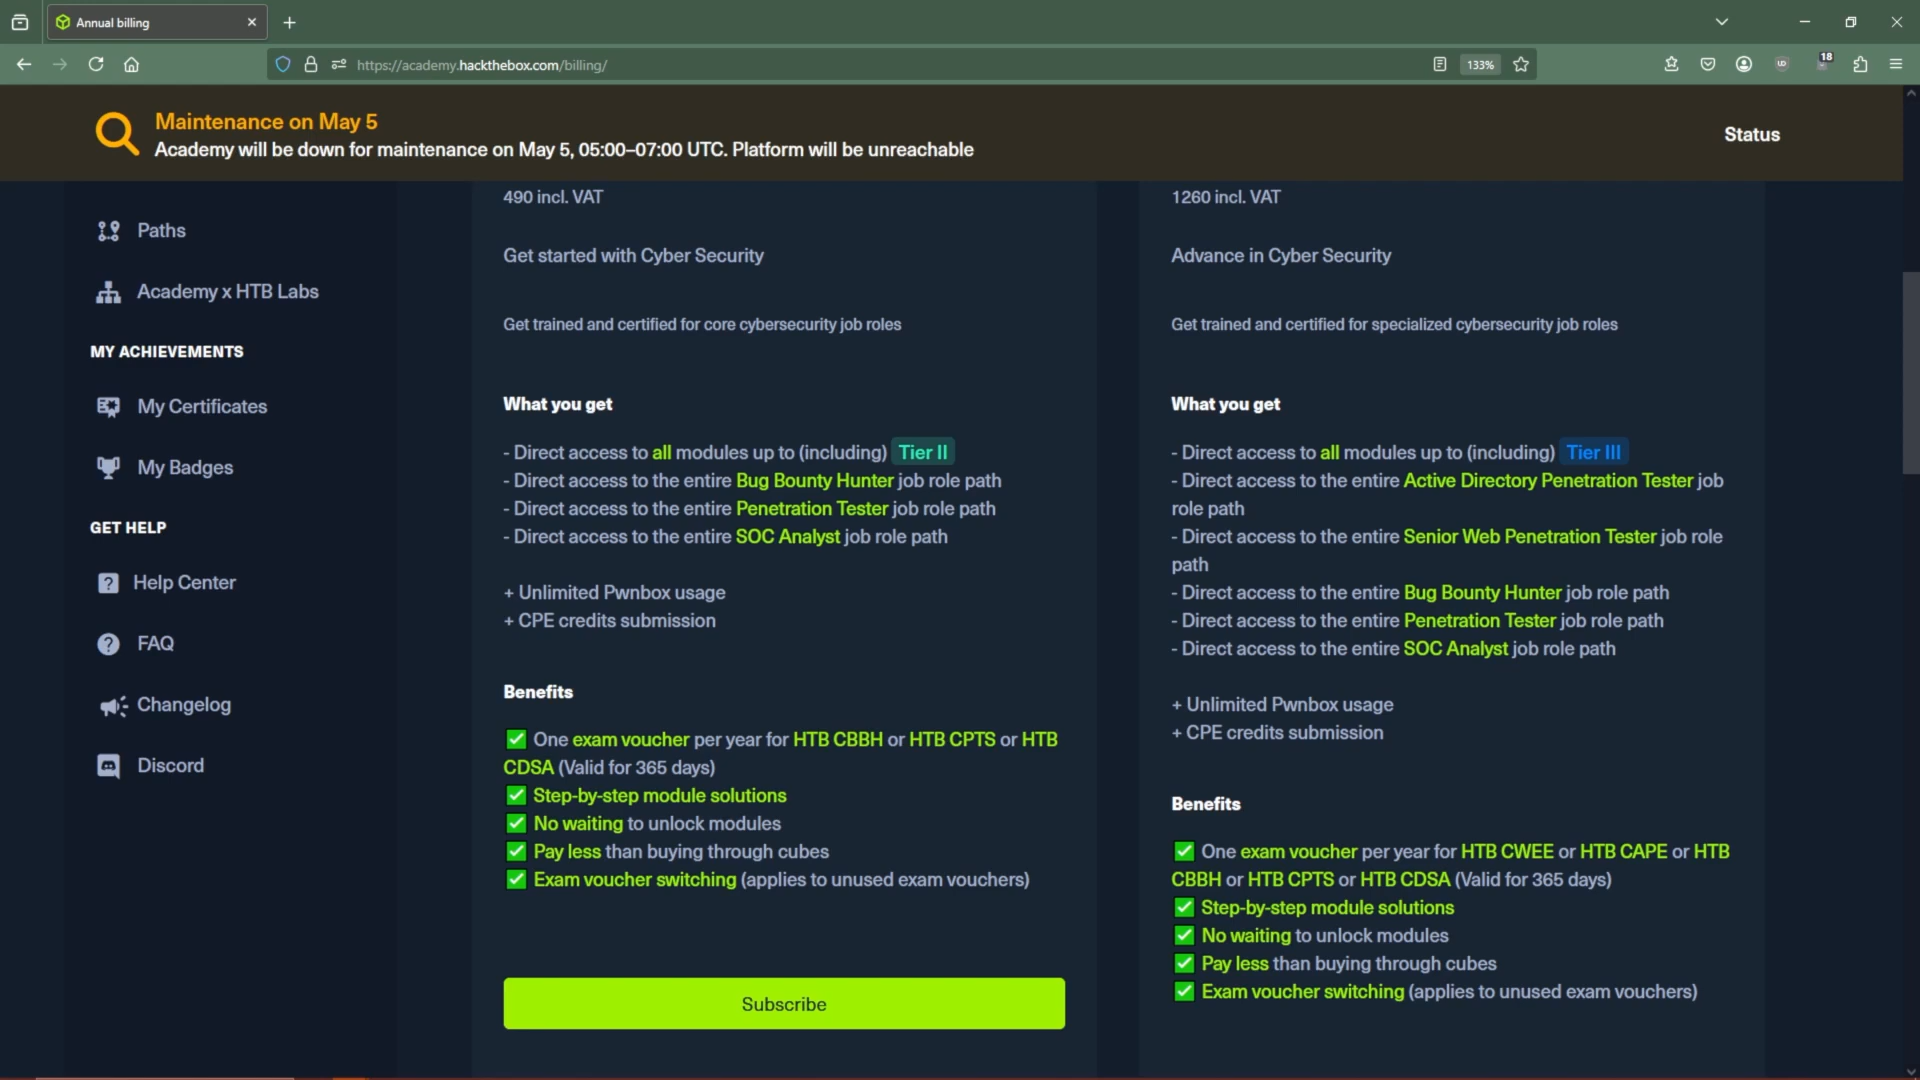 Annual billing
https://academy.hackthebox.com/billing/
133%
18
Maintenance on May 5
Academy will be down for maintenance on May 5, 05:00–07:00 UTC. Platform will be unreachable
Status
Paths
Academy x HTB Labs
MY ACHIEVEMENTS
My Certificates
My Badges
GET HELP
Help Center
FAQ
Changelog
Discord
490 incl. VAT
Get started with Cyber Security
Get trained and certified for core cybersecurity job roles
What you get
- Direct access to all modules up to (including) Tier II
- Direct access to the entire Bug Bounty Hunter job role path
- Direct access to the entire Penetration Tester job role path
- Direct access to the entire SOC Analyst job role path
+ Unlimited Pwnbox usage
+ CPE credits submission
Benefits
✅ One exam voucher per year for HTB CBBH or HTB CPTS or HTB
CDSA (Valid for 365 days)
✅ Step-by-step module solutions
✅ No waiting to unlock modules
✅ Pay less than buying through cubes
✅ Exam voucher switching (applies to unused exam vouchers)
Subscribe
1260 incl. VAT
Advance in Cyber Security
Get trained and certified for specialized cybersecurity job roles
What you get
- Direct access to all modules up to (including) Tier III
- Direct access to the entire Active Directory Penetration Tester job
role path
- Direct access to the entire Senior Web Penetration Tester job role
path
- Direct access to the entire Bug Bounty Hunter job role path
- Direct access to the entire Penetration Tester job role path
- Direct access to the entire SOC Analyst job role path
+ Unlimited Pwnbox usage
+ CPE credits submission
Benefits
✅ One exam voucher per year for HTB CWEE or HTB CAPE or HTB
CBBH or HTB CPTS or HTB CDSA (Valid for 365 days)
✅ Step-by-step module solutions
✅ No waiting to unlock modules
✅ Pay less than buying through cubes
✅ Exam voucher switching (applies to unused exam vouchers)